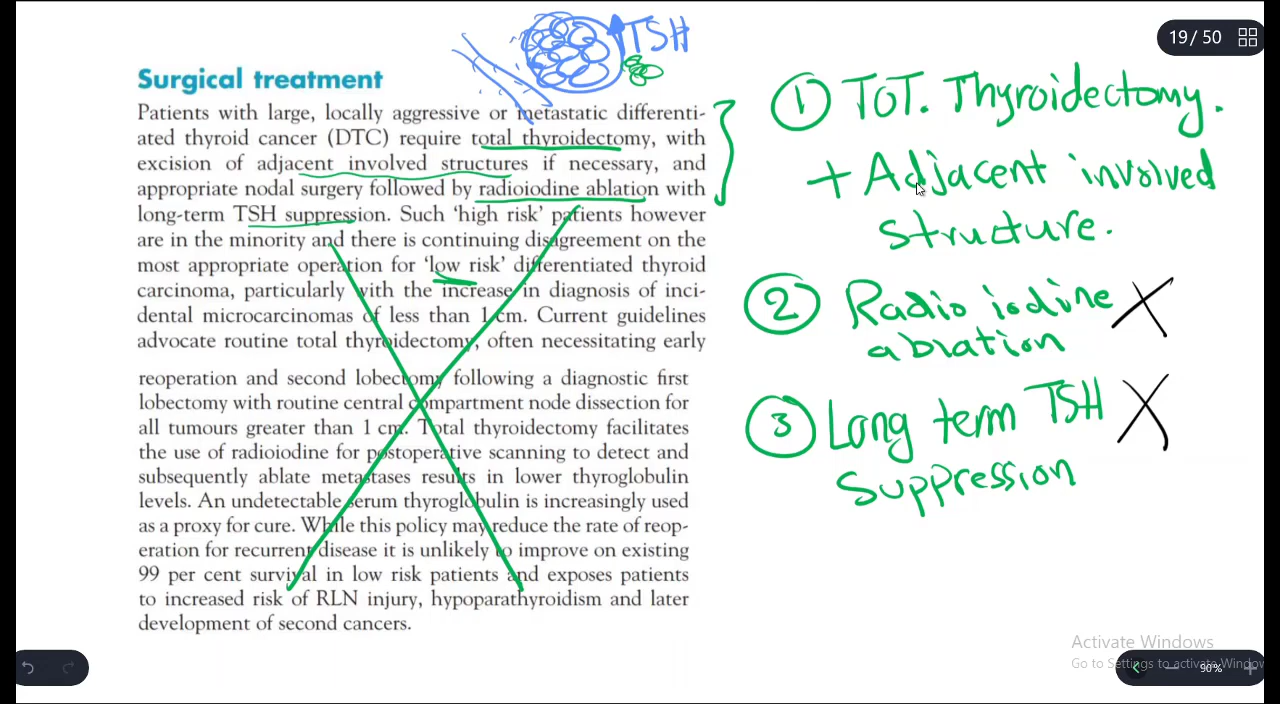 TSH
19/ 50
Surgical treatment
Patients with large, locally aggressive or metastatic differenti-
ated thyroid cancer (DTC) require total thyroidectomy, with
excision of adjacent involved structures if necessary, and
appropriate nodal surgery followed by radioiodine ablation with
long-term TSH suppression. Such ‘high risk’ patients however
are in the minority and there is continuing disagreement on the
most appropriate operation for ‘low risk’ differentiated thyroid
carcinoma, particularly with the increase in diagnosis of inci-
dental microcarcinomas of less than 1 cm. Current guidelines
advocate routine total thyroidectomy, often necessitating early
reoperation and second lobectomy following a diagnostic first
lobectomy with routine central compartment node dissection for
all tumours greater than 1 cm. Total thyroidectomy facilitates
the use of radioiodine for postoperative scanning to detect and
subsequently ablate metastases results in lower thyroglobulin
levels. An undetectable serum thyroglobulin is increasingly used
as a proxy for cure. While this policy may reduce the rate of reop-
eration for recurrent disease it is unlikely to improve on existing
99 per cent survival in low risk patients and exposes patients
to increased risk of RLN injury, hypoparathyroidism and later
development of second cancers.
① TOT. Thyroidectomy.
+ Adjacent involved
structure.
② Radio iodine
ablation
③ Long term TSH
Suppression
Activate Windows
Go to Settings to activate Window
90%